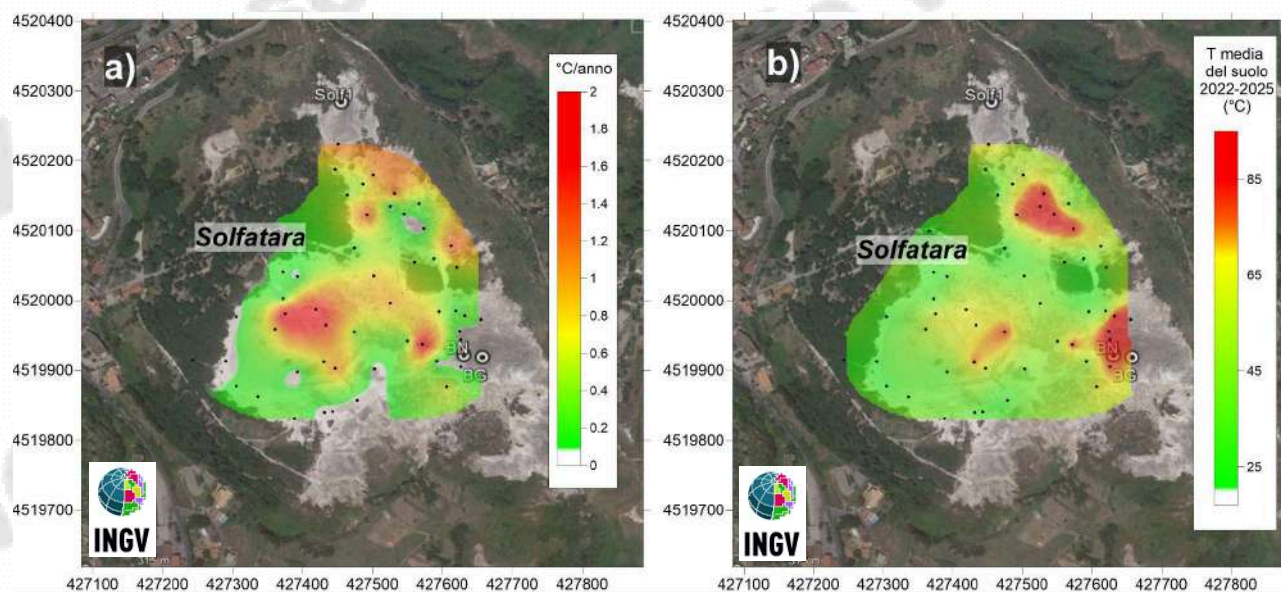 a)
°C/anno
2
1.8
1.6
1.4
1.2
1
0.8
0.6
0.4
0.2
0
Solf1
Solfatara
BN
BG
INGV
4520400
4520300
4520200
4520100
4520000
4519900
4519800
4519700
427100 427200 427300 427400 427500 427600 427700 427800
b)
T media
del suolo
2022-2025
(°C)
85
65
45
25
Solf1
Solfatara
BN
BG
INGV
4520400
4520300
4520200
4520100
4520000
4519900
4519800
4519700
427100 427200 427300 427400 427500 427600 427700 427800